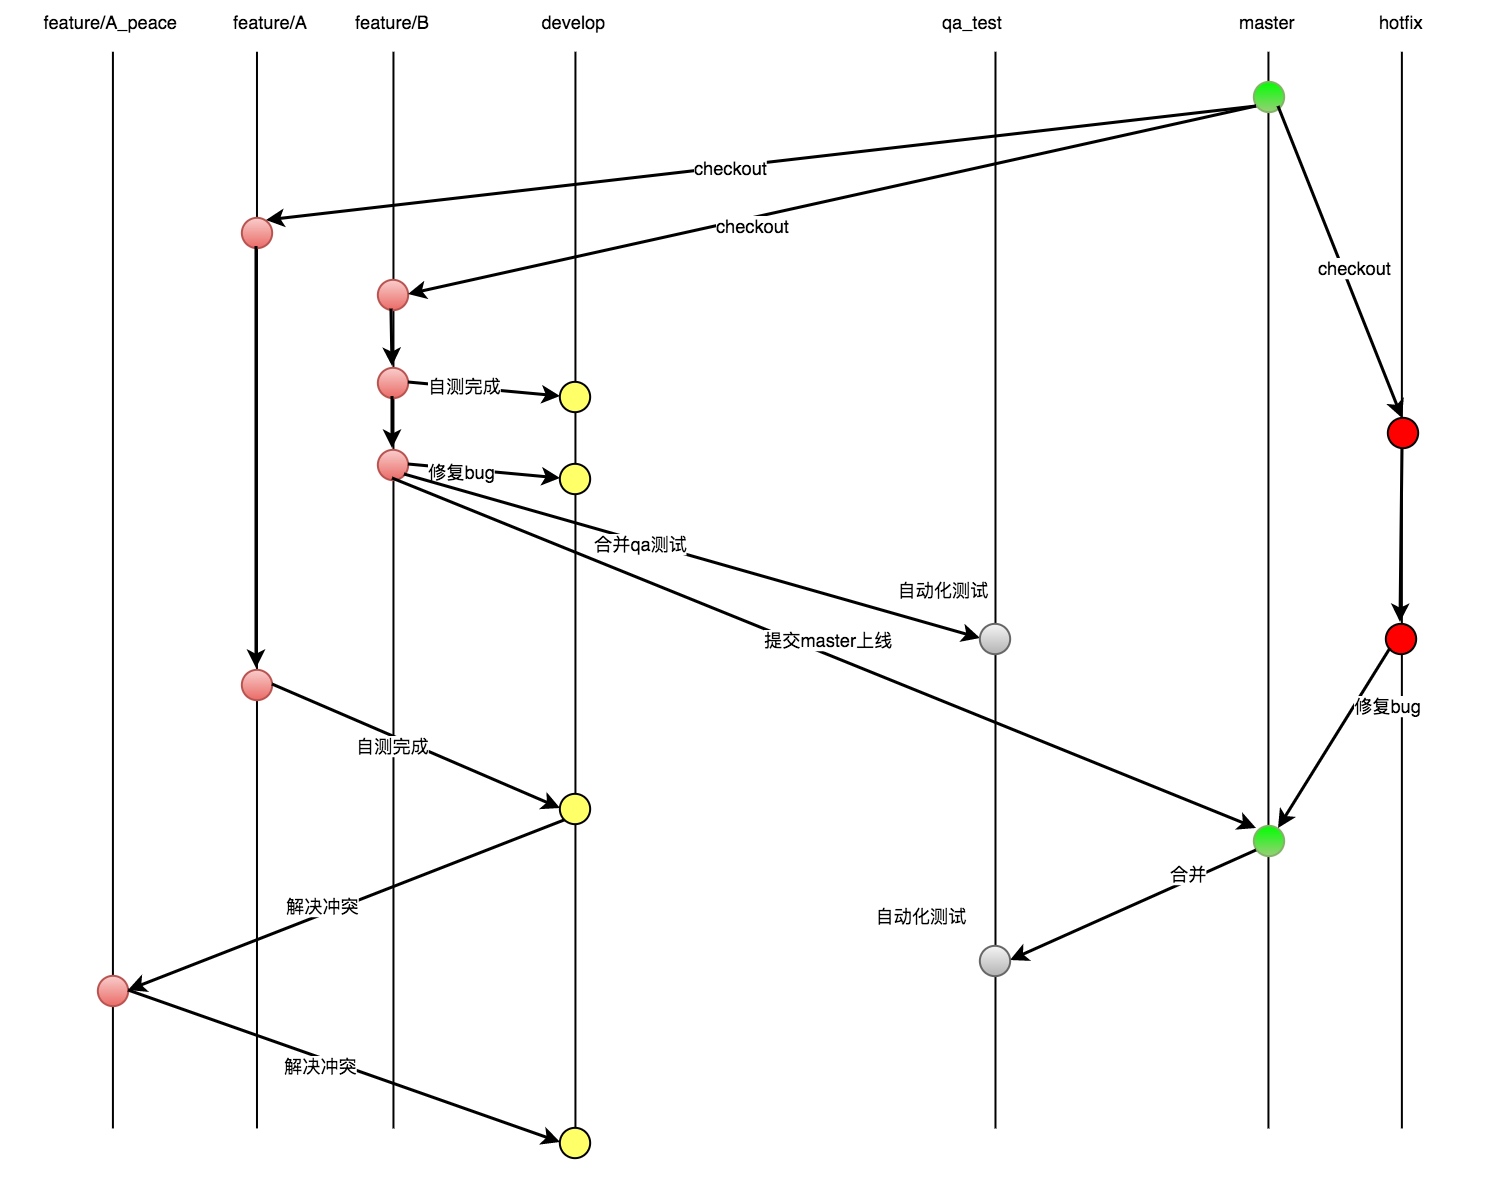 feature/A_peace
feature/A
feature/B
develop
qa_test
master
hotfix
checkout
checkout
checkout
自测完成
修复bug
合并qa测试
自动化测试
提交master上线
修复bug
自测完成
合并
解决冲突
自动化测试
解决冲突